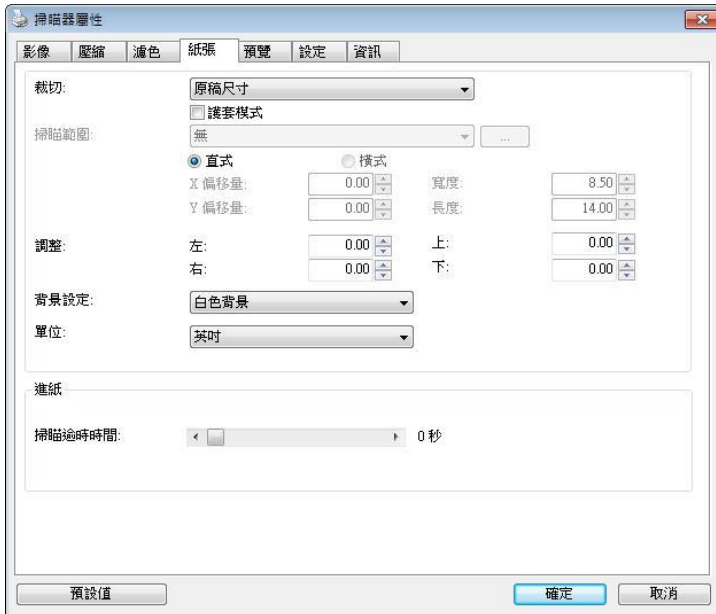 掃瞄器屬性
影像 壓縮 濾色 紙張 預覽 設定 資訊
裁切: 原稿尺寸
護套模式
掃瞄範圍: 無 ...
直式 橫式
X 偏移量: 0.00 寬度: 8.50
Y 偏移量: 0.00 長度: 14.00
調整: 左: 0.00 上: 0.00
右: 0.00 下: 0.00
背景設定: 白色背景
單位: 英吋
進紙
掃瞄逾時時間: 0 秒
預設值 確定 取消